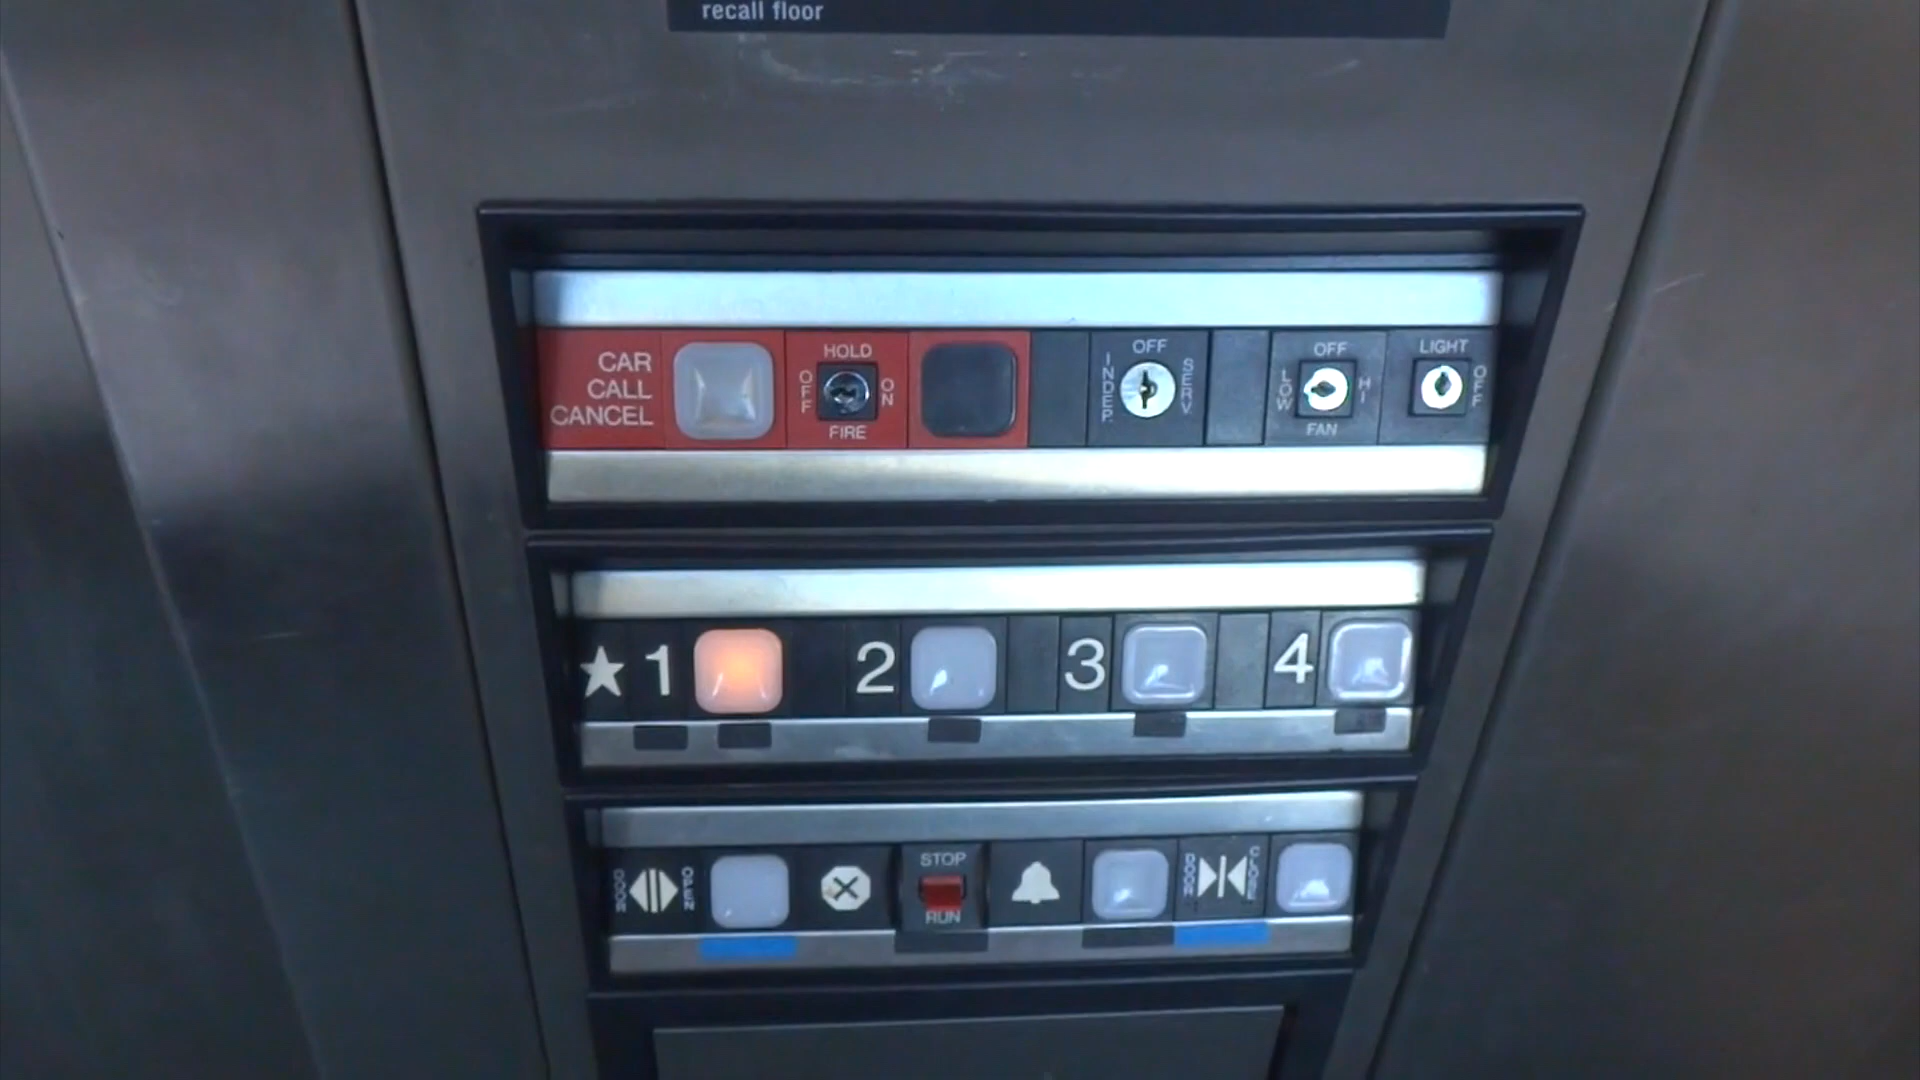 recall floor
CAR
CALL
CANCEL
HOLD
OFF
ON
FIRE
OFF
INDEP
SERV
OFF
LOW
HI
FAN
LIGHT
OFF
★1
2
3
4
DOOR
OPEN
STOP
RUN
DOOR
CLOSE